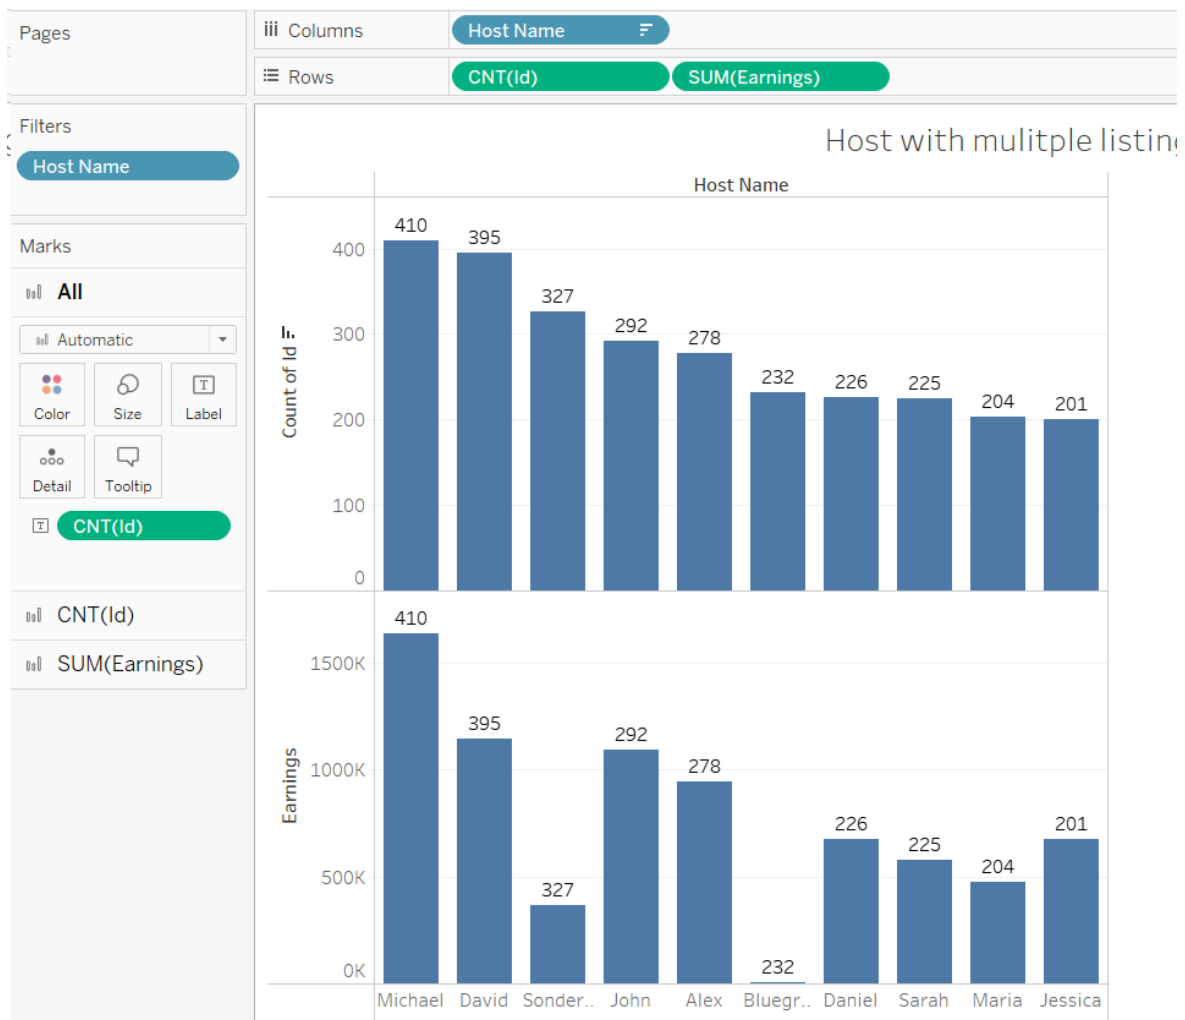 Pages
Columns
Host Name
Rows
CNT(Id)
SUM(Earnings)
Filters
Host Name
Marks
All
Automatic
Color
Size
Label
Detail
Tooltip
CNT(Id)
CNT(Id)
SUM(Earnings)
Host with mulitple listing
Host Name
Count of Id
400
300
200
100
0
410
395
327
292
278
232
226
225
204
201
Earnings
1500K
1000K
500K
0K
410
395
327
292
278
232
226
225
204
201
Michael
David
Sonder..
John
Alex
Bluegr..
Daniel
Sarah
Maria
Jessica